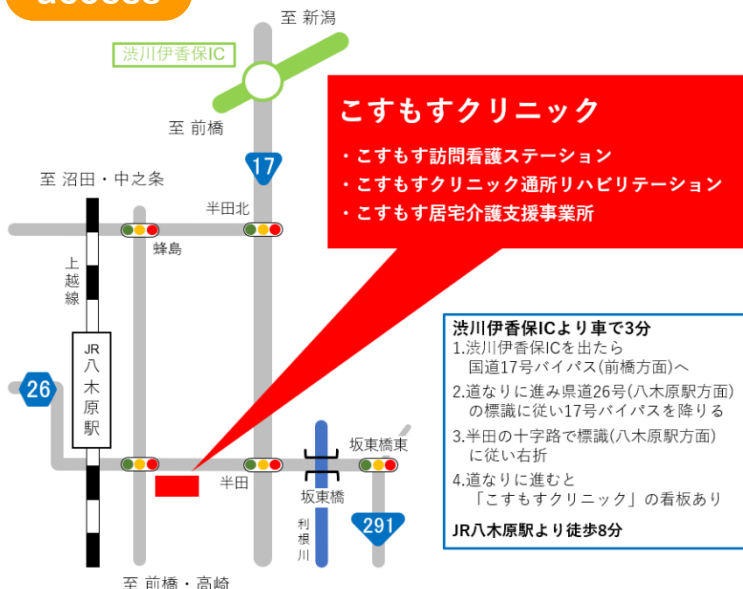 access
至 新潟
渋川伊香保IC
至 前橋
17
至 沼田・中之条
半田北
蜂島
上越線
JR八木原駅
26
半田
坂東橋
坂東橋東
利根川
291
至 前橋・高崎
こすもすクリニック
・こすもす訪問看護ステーション
・こすもすクリニック通所リハビリテーション
・こすもす居宅介護支援事業所
渋川伊香保ICより車で3分
1.渋川伊香保ICを出たら
国道17号バイパス(前橋方面)へ
2.道なりに進み県道26号(八木原駅方面)
の標識に従い17号バイパスを降りる
3.半田の十字路で標識(八木原駅方面)
に従い右折
4.道なりに進むと
「こすもすクリニック」の看板あり
JR八木原駅より徒歩8分